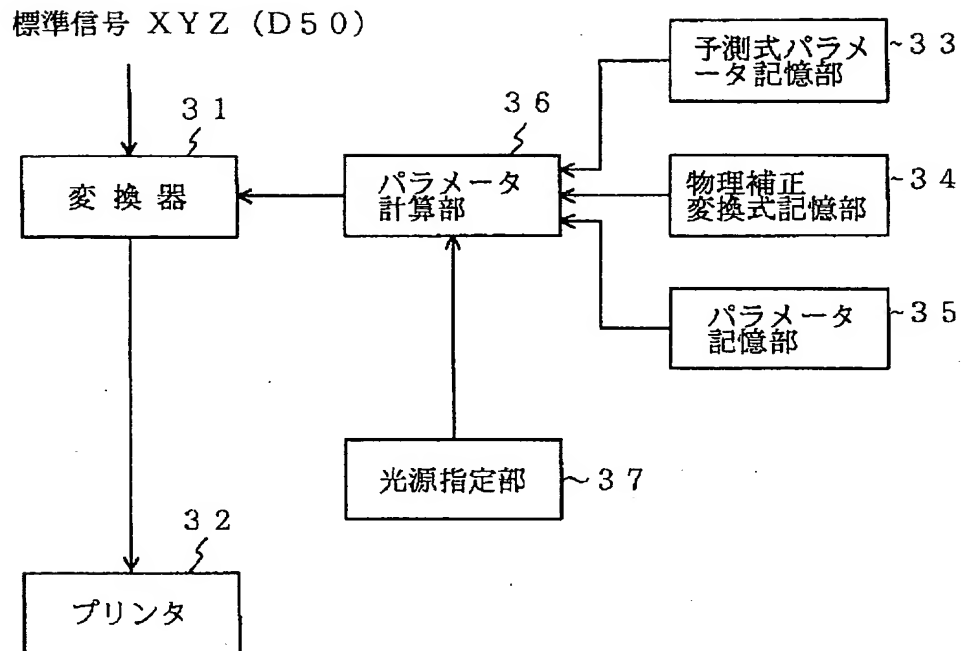 標準信号 XYZ (D50)
31
変換器
36
パラメータ
計算部
予測式パラメ
ータ記憶部
~33
物理補正
変換式記憶部
~34
パラメータ
記憶部
~35
光源指定部
~37
32
プリンタ